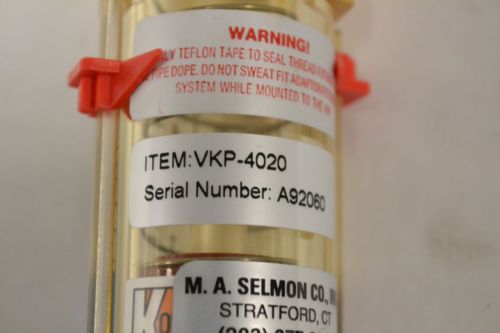 WARNING!
TEFLON TAPE TO SEAL THREAD
PIPE DOPE. DO NOT SWEAT FIT
SYSTEM WHILE MOUNTED TO THE
ITEM:VKP-4020
Serial Number: A92060
M. A. SELMON CO.,
STRATFORD, CT